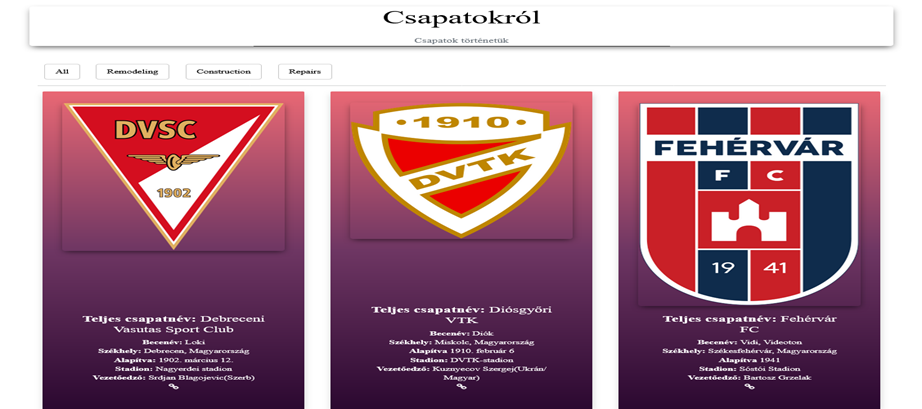 Csapatokról
Csapatok történetük
All
Remodeling
Construction
Repairs
DVSC
1902
Teljes csapatnév: Debreceni
Vasutas Sport Club
Becenév: Loki
Székhely: Debrecen, Magyarország
Alapítva: 1902. március 12.
Stadion: Nagyerdei stadion
Vezetőedző: Srdjan Blagojevic(Szerb)
• 1910 •
DVTK
Teljes csapatnév: Diósgyőri
VTK
Becenév: Diók
Székhely: Miskolc, Magyarország
Alapítva 1910. február 6
Stadion: DVTK-stadion
Vezetőedző: Kuznyecov Szergej(Ukrán/
Magyar)
FEHÉRVÁR
F C
19 41
Teljes csapatnév: Fehérvár
FC
Becenév: Vidi, Videoton
Székhely: Székesfehérvár, Magyarország
Alapítva 1941
Stadion: Sóstói Stadion
Vezetőedző: Bartosz Grzelak